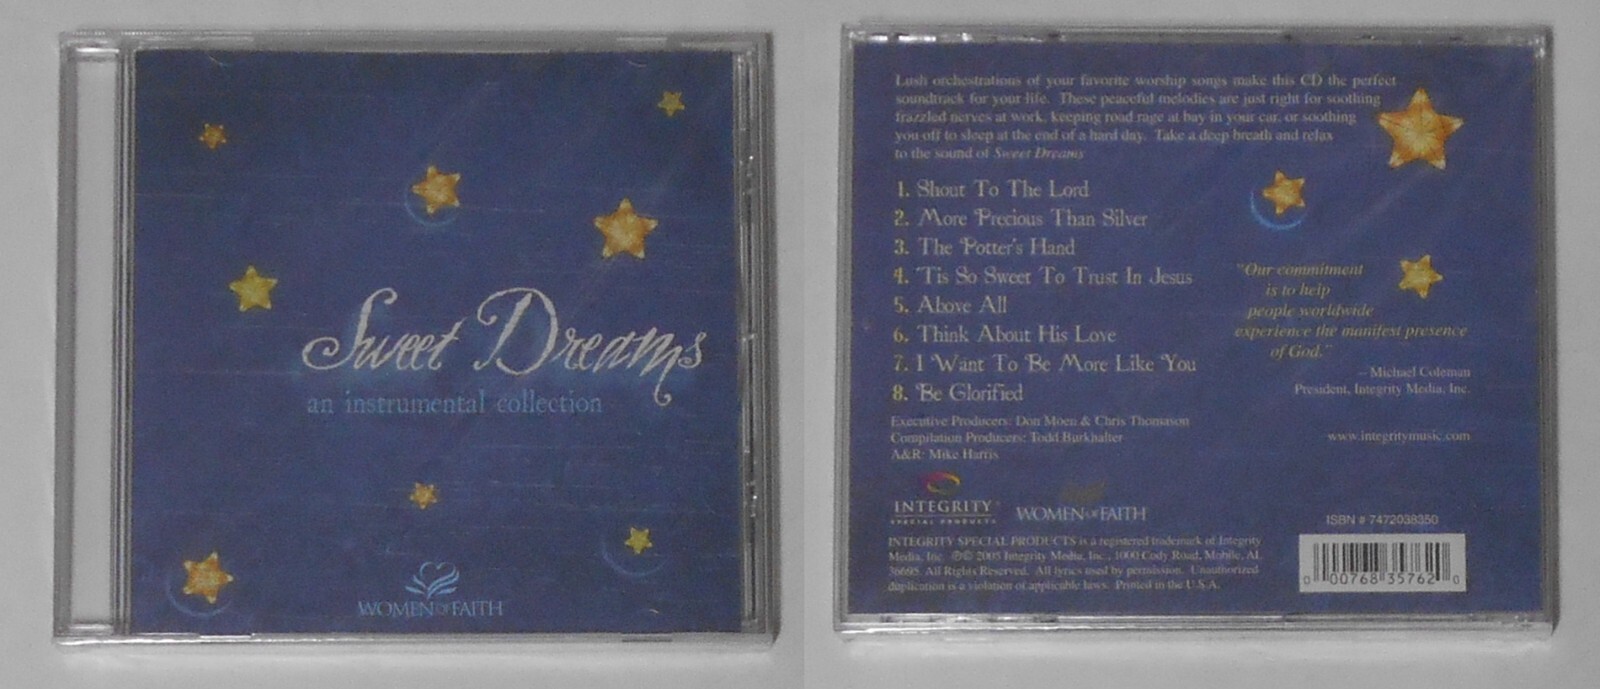 Sweet Dreams
an instrumental collection
WOMEN OF FAITH
Lush orchestrations of your favorite worship songs make this CD the perfect
soundtrack for your life. These peaceful melodies are just right for soothing
frazzled nerves at work, keeping road rage at bay in your car, or soothing
you off to sleep at the end of a hard day. Take a deep breath and relax
to the sound of Sweet Dreams
1. Shout To The Lord
2. More Precious Than Silver
3. The Potter's Hand
4. 'Tis So Sweet To Trust In Jesus
5. Above All
6. Think About His Love
7. I Want To Be More Like You
8. Be Glorified
"Our commitment
is to help
people worldwide
experience the manifest presence
of God."
– Michael Coleman
President, Integrity Media, Inc.
www.integritymusic.com
Executive Producers: Don Moen & Chris Thomason
Compilation Producers: Todd Burkhalter
A&R: Mike Harris
INTEGRITY
SPECIAL PRODUCTS
WOMEN OF FAITH
INTEGRITY SPECIAL PRODUCTS is a registered trademark of Integrity
Media, Inc. ℗© 2005 Integrity Media, Inc., 1000 Cody Road, Mobile, AL
36695. All Rights Reserved. All lyrics used by permission. Unauthorized
duplication is a violation of applicable laws. Printed in the U.S.A.
ISBN # 7472038350
0 00768 35762 0